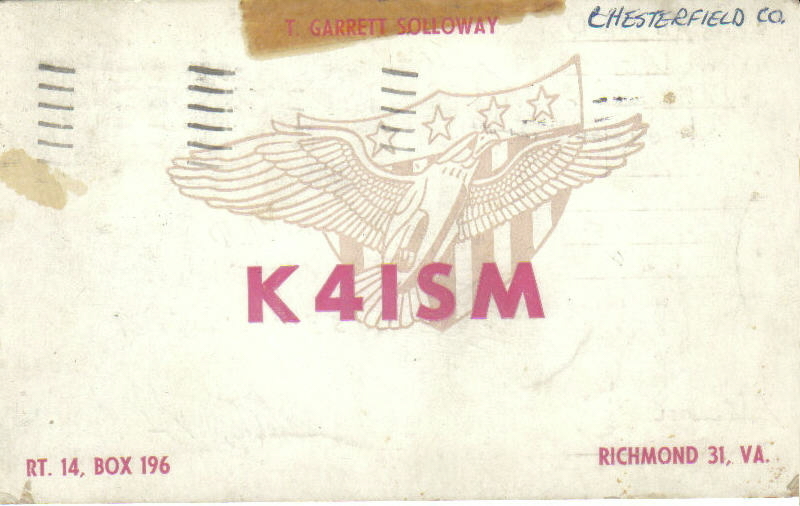 T. GARRETT SOLLOWAY
CHESTERFIELD CO.
K4ISM
RT. 14, BOX 196
RICHMOND 31, VA.